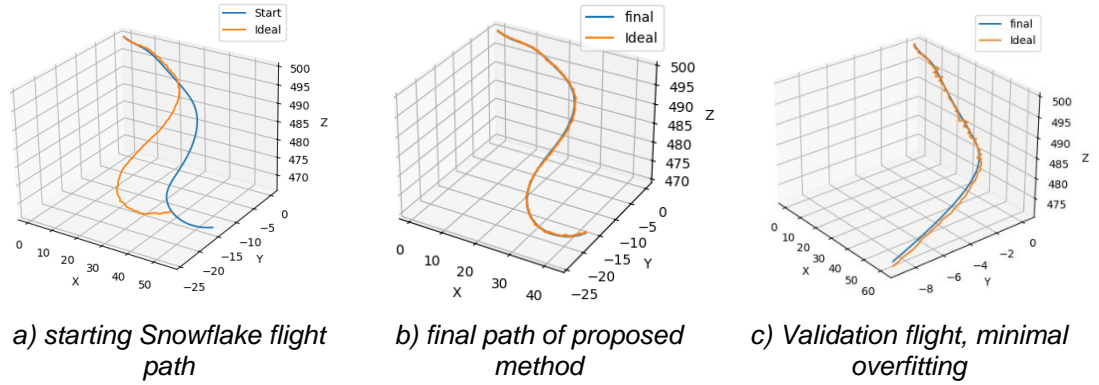 Start
Ideal
500
495
490
485
480
475
470
Z
0
−5
−10
−15
−20
−25
Y
0
10
20
30
40
50
X
final
Ideal
500
495
490
485
480
475
470
Z
0
−5
−10
−15
−20
−25
Y
0
10
20
30
40
X
final
Ideal
500
495
490
485
480
475
Z
0
−2
−4
−6
−8
Y
0
10
20
30
40
50
60
X
a) starting Snowflake flight
path
b) final path of proposed
method
c) Validation flight, minimal
overfitting